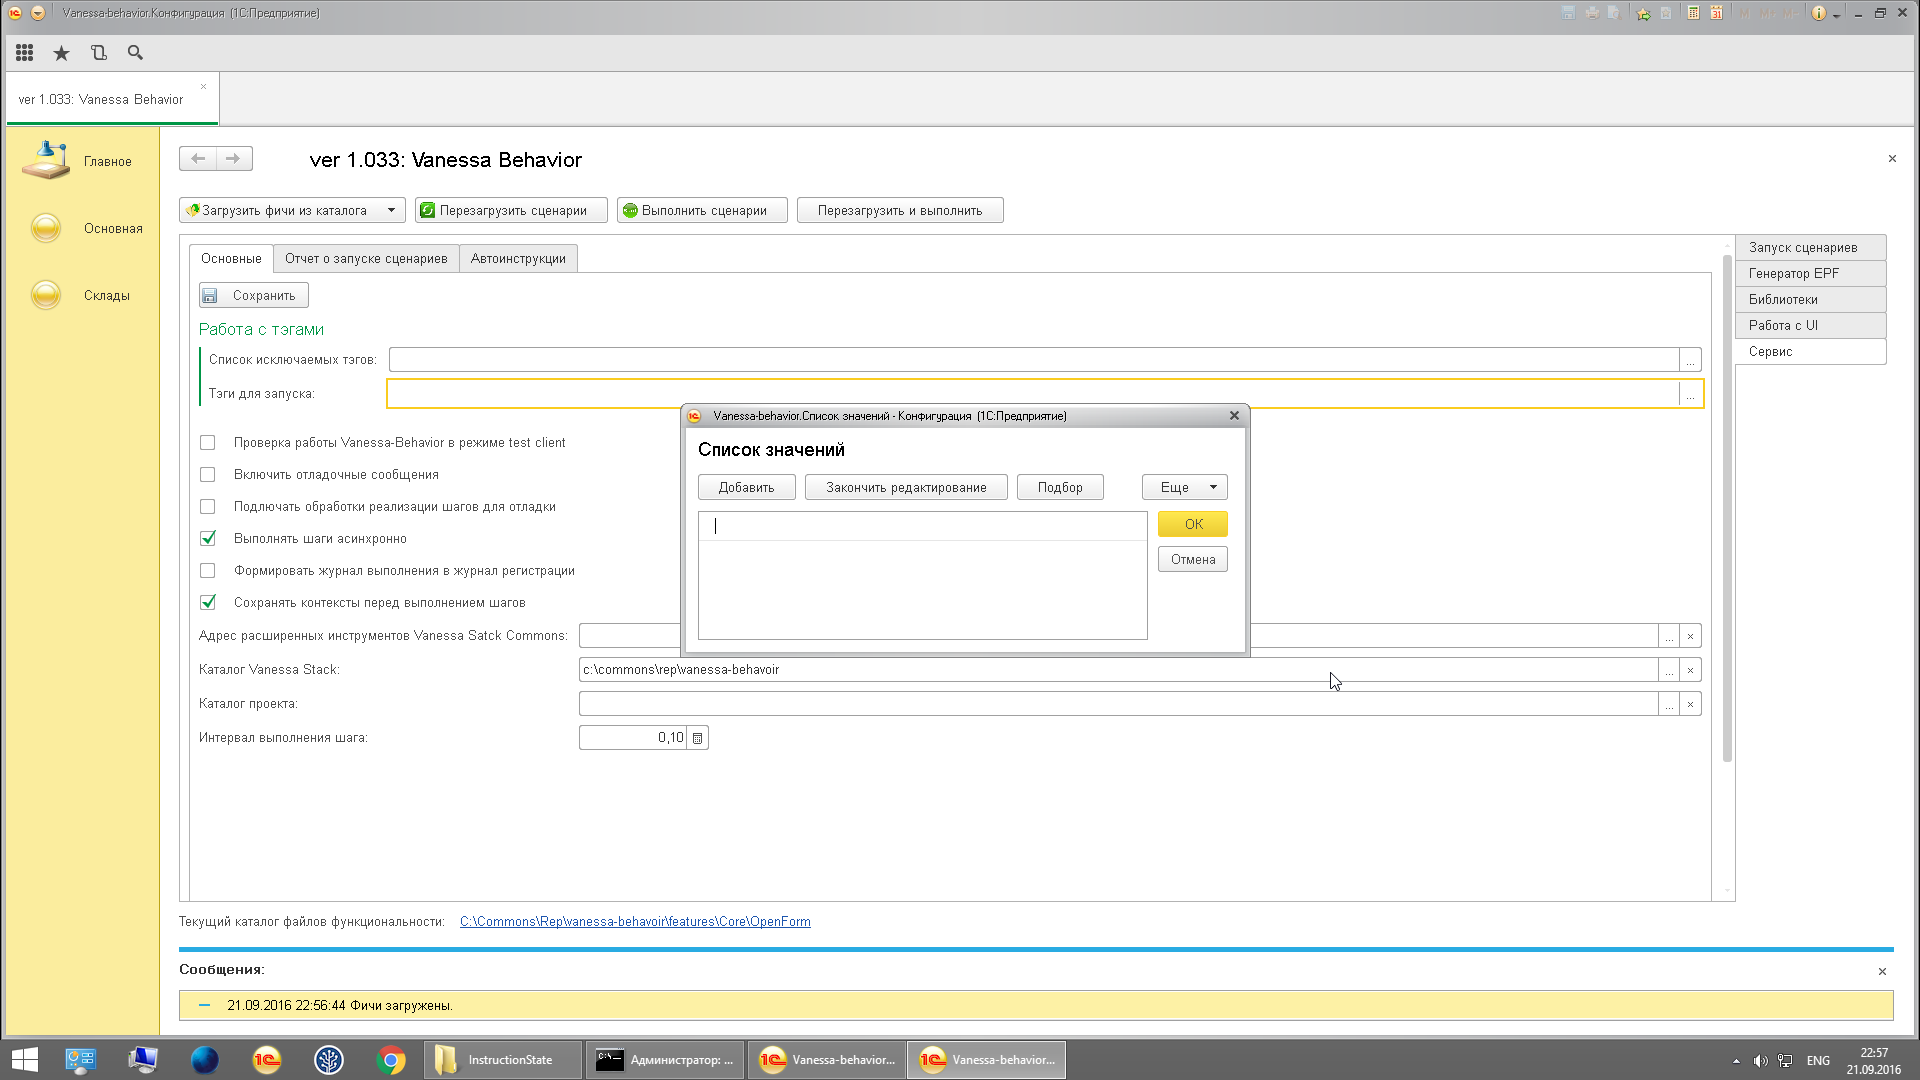 Vanessa-behavior.Конфигурация (1С:Предприятие)
ver 1.033: Vanessa Behavior
Главное
Основная
Склады
ver 1.033: Vanessa Behavior
Загрузить фичи из каталога
Перезагрузить сценарии
Выполнить сценарии
Перезагрузить и выполнить
Основные
Отчет о запуске сценариев
Автоинструкции
Запуск сценариев
Генератор EPF
Библиотеки
Работа с UI
Сервис
Сохранить
Работа с тэгами
Список исключаемых тэгов:
...
Тэги для запуска:
...
Vanessa-behavior.Список значений - Конфигурация (1С:Предприятие)
Список значений
Добавить
Закончить редактирование
Подбор
Еще
ОК
Отмена
Проверка работы Vanessa-Behavior в режиме test client
Включить отладочные сообщения
Подлючать обработки реализации шагов для отладки
Выполнять шаги асинхронно
Формировать журнал выполнения в журнал регистрации
Сохранять контексты перед выполнением шагов
Адрес расширенных инструментов Vanessa Satck Commons:
...
Каталог Vanessa Stack:
c:\commons\rep\vanessa-behavoir
...
Каталог проекта:
...
Интервал выполнения шага:
0,10
Текущий каталог файлов функциональности:
C:\Commons\Rep\vanessa-behavoir\features\Core\OpenForm
Сообщения:
21.09.2016 22:56:44 Фичи загружены.
InstructionState
Администратор: ...
Vanessa-behavior...
Vanessa-behavior...
ENG
22:57
21.09.2016